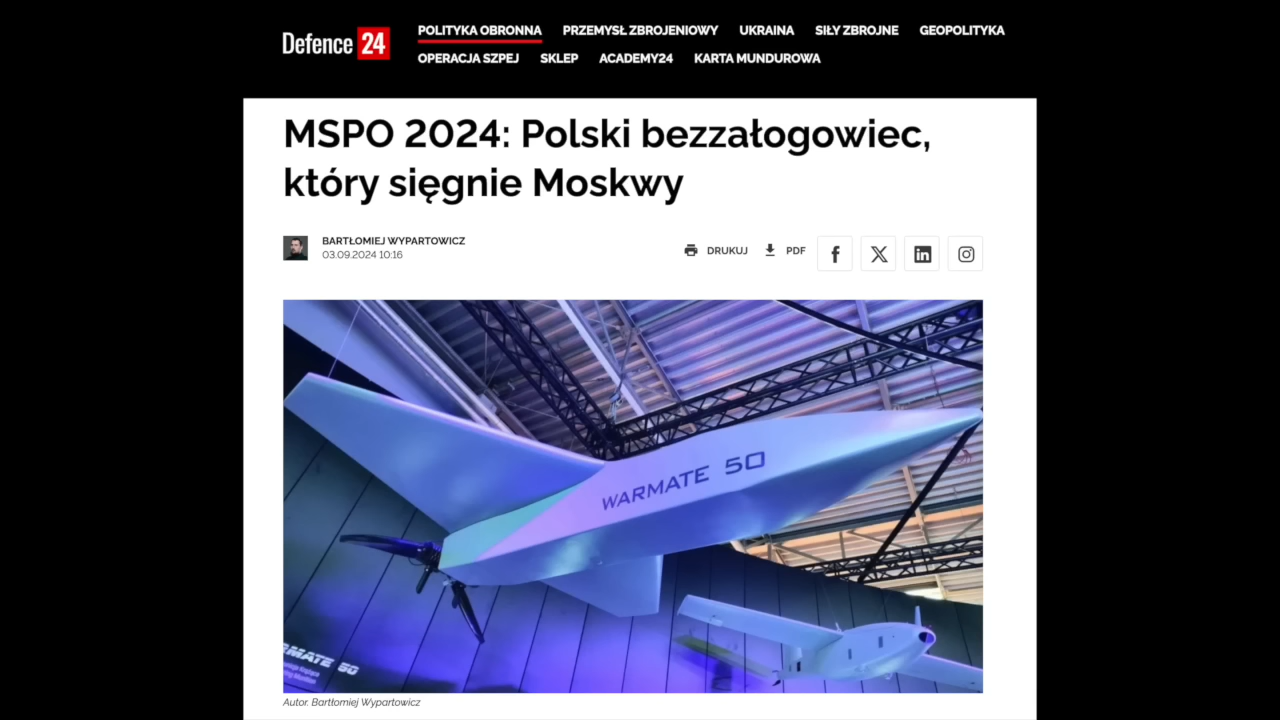 Defence 24
POLITYKA OBRONNA PRZEMYSŁ ZBROJENIOWY UKRAINA SIŁY ZBROJNE GEOPOLITYKA
OPERACJA SZPEJ SKLEP ACADEMY24 KARTA MUNDUROWA
MSPO 2024: Polski bezzałogowiec,
który sięgnie Moskwy
BARTŁOMIEJ WYPARTOWICZ
03.09.2024 10:16
DRUKUJ PDF
WARMATE 50
RMATE 50
Autor. Bartłomiej Wypartowicz